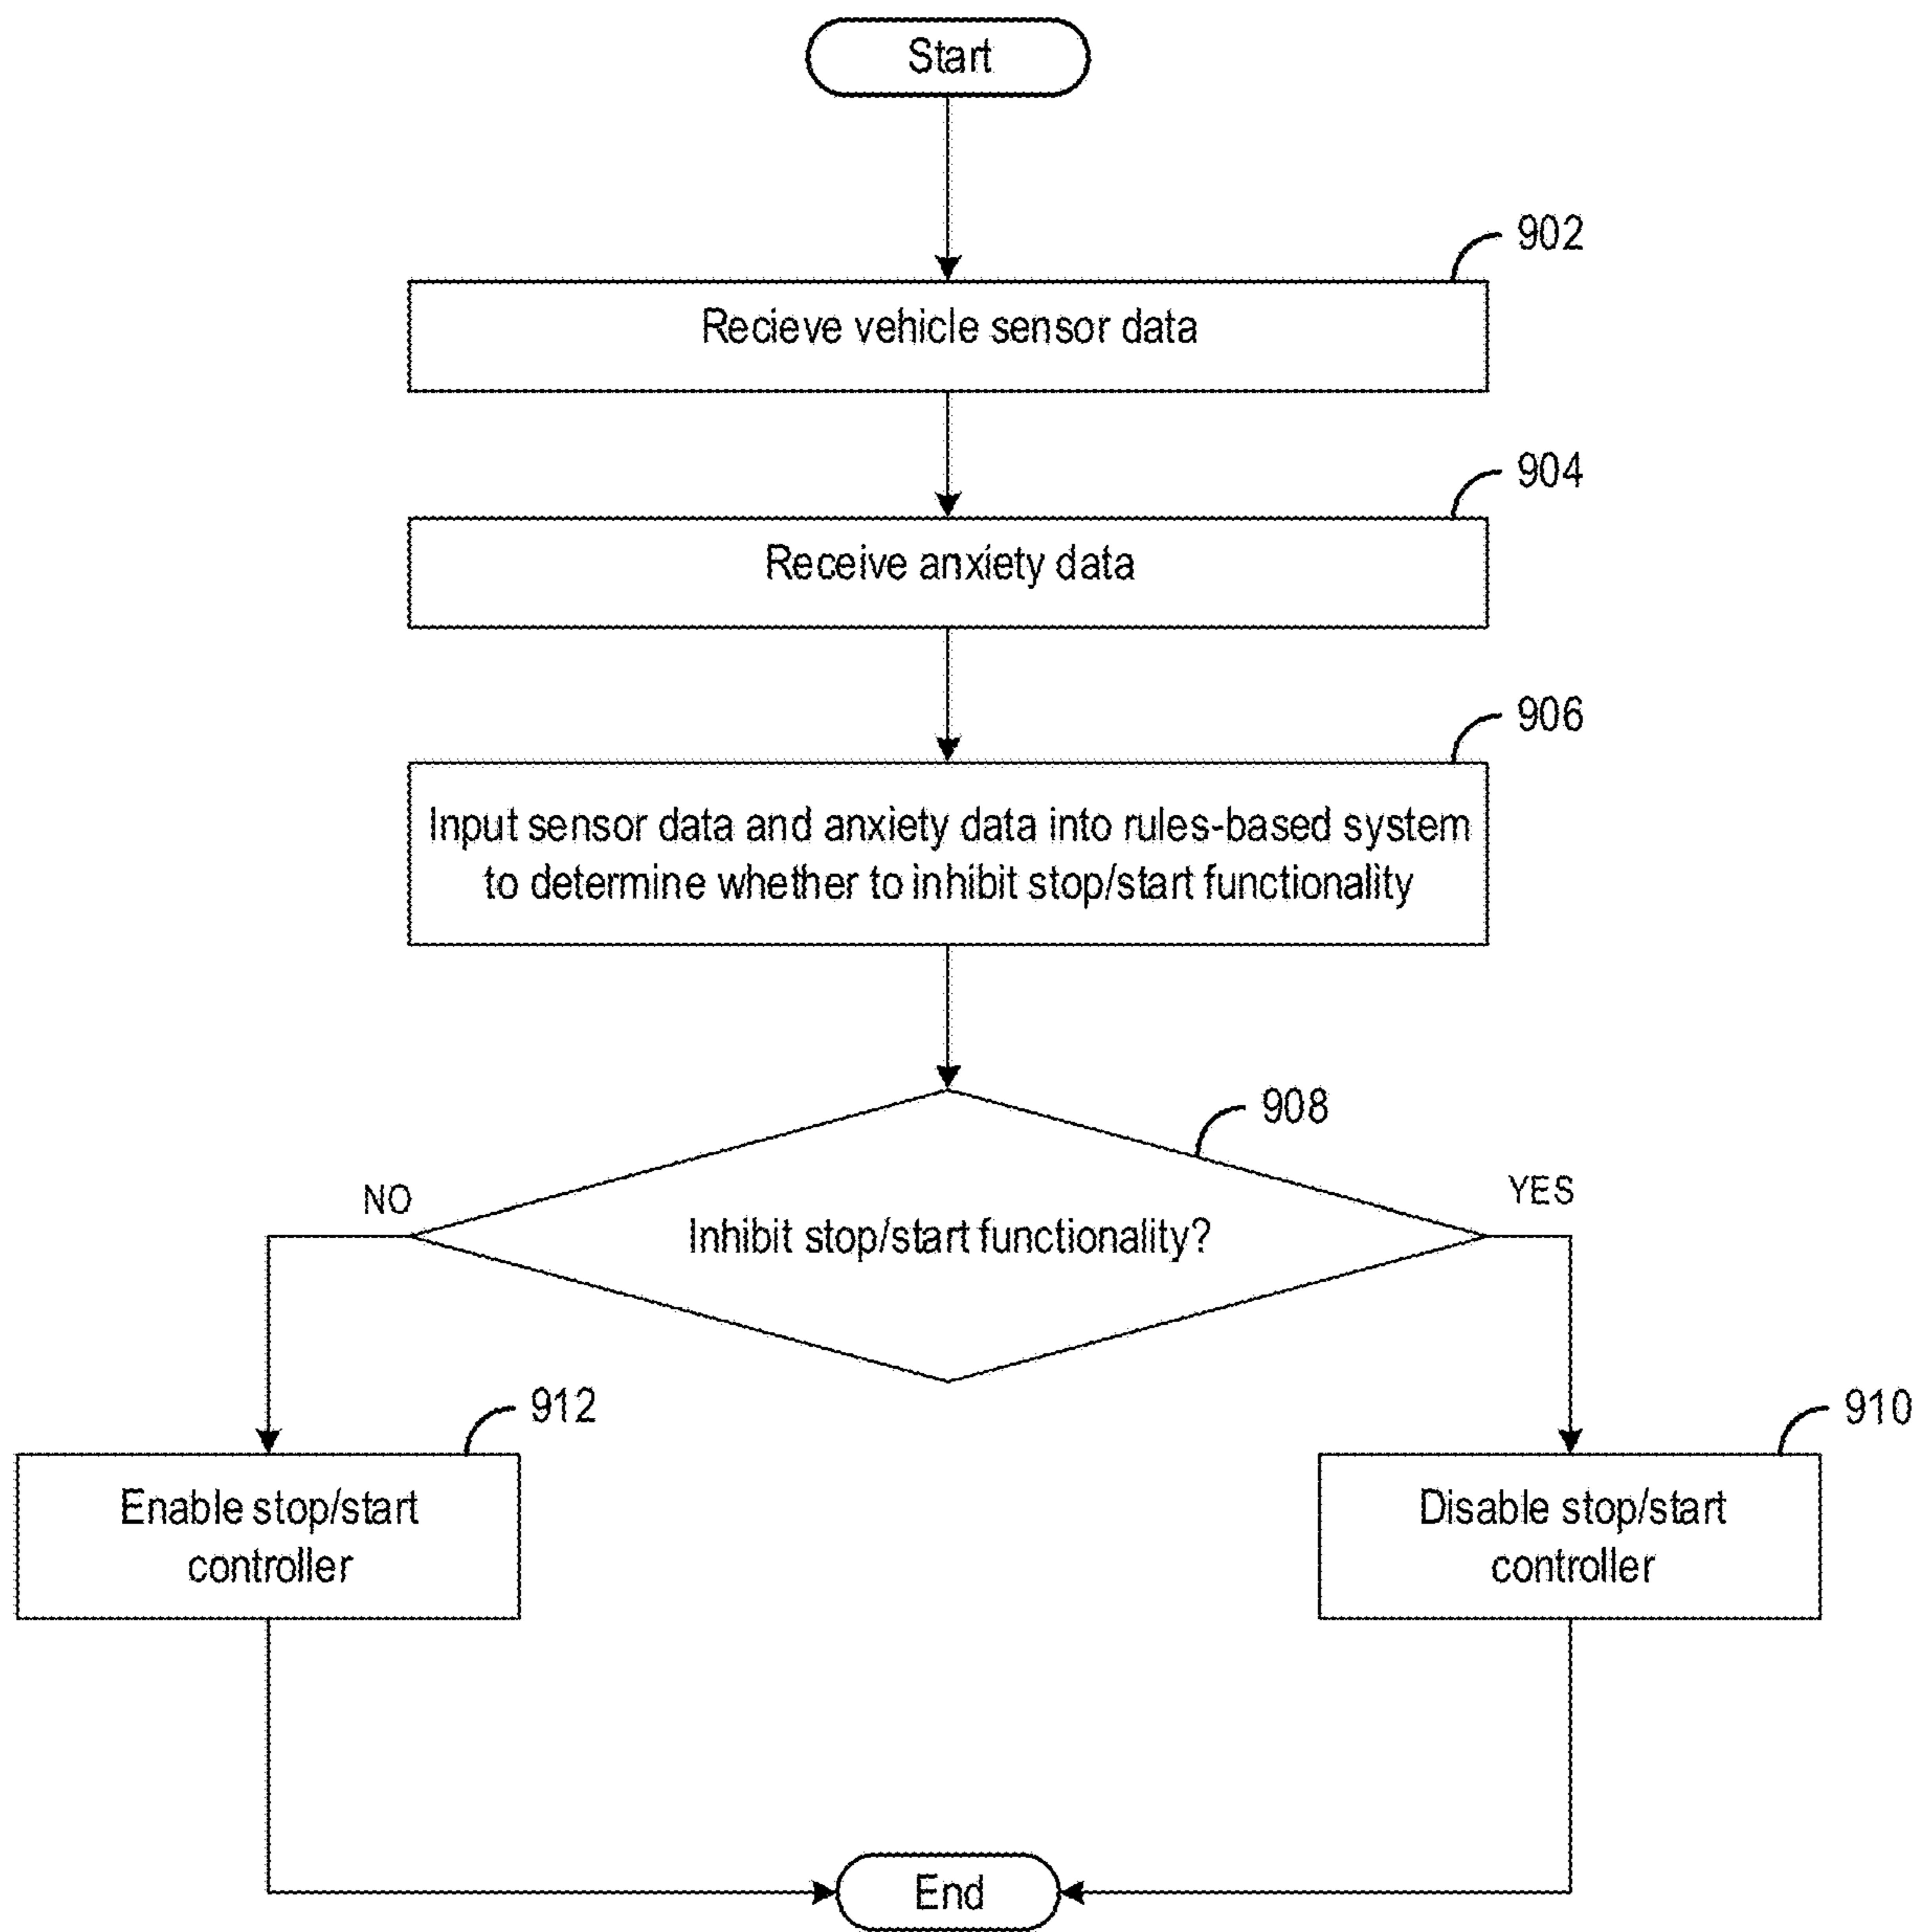 Start
902
Recieve vehicle sensor data
904
Receive anxiety data
906
Input sensor data and anxiety data into rules-based system
to determine whether to inhibit stop/start functionality
908
NO
YES
Inhibit stop/start functionality?
912
910
Enable stop/start
controller
Disable stop/start
controller
End